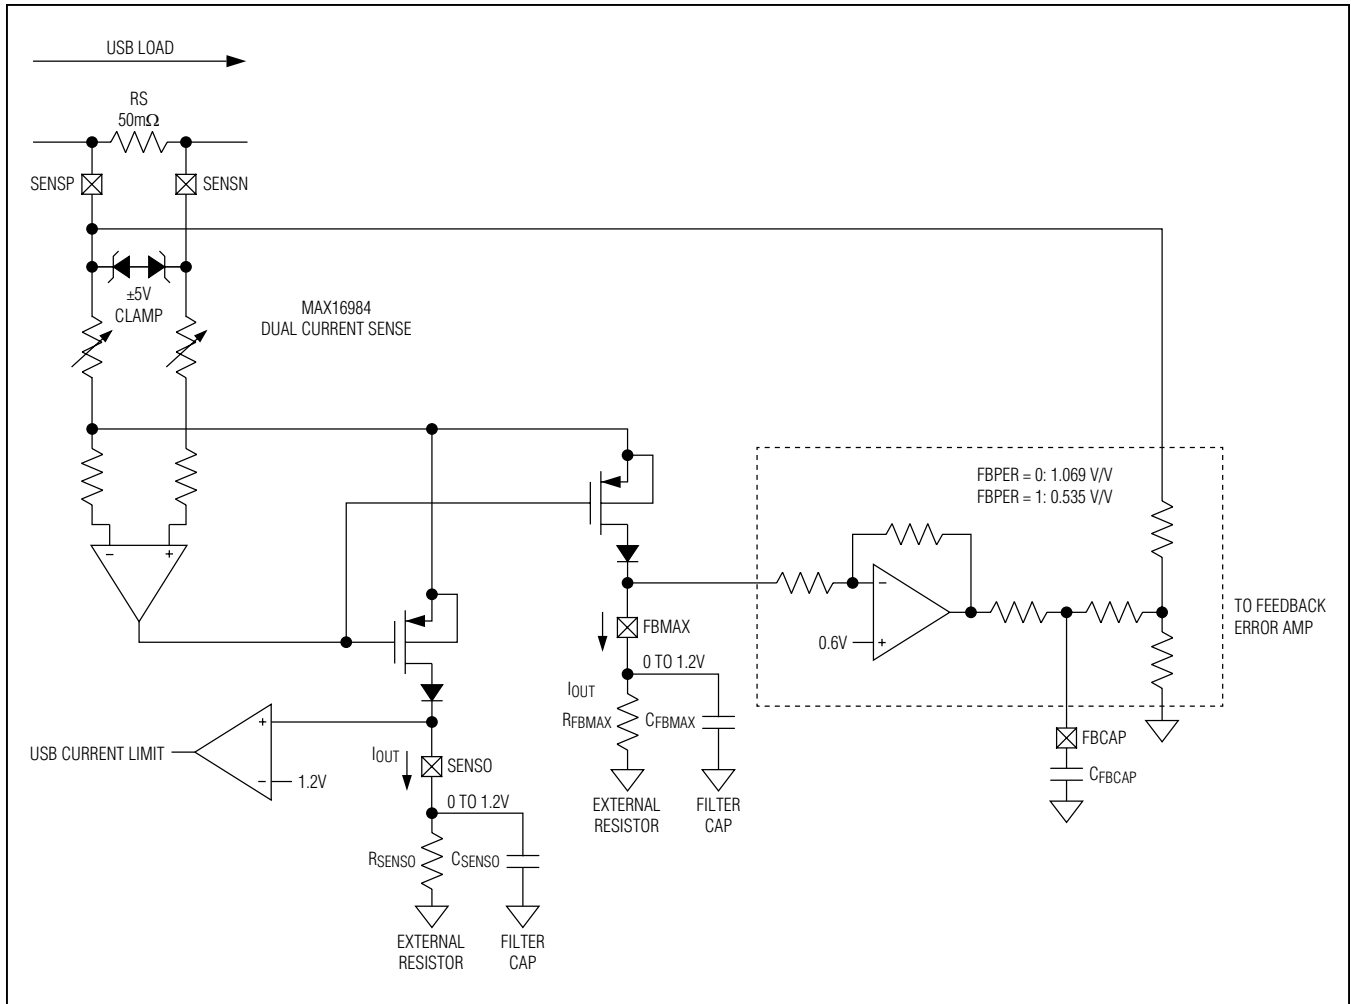 USB LOAD
RS
50mΩ
SENSP
SENSN
±5V
CLAMP
MAX16984
DUAL CURRENT SENSE
–
+
FBPER = 0: 1.069 V/V
FBPER = 1: 0.535 V/V
–
0.6V
+
TO FEEDBACK
ERROR AMP
FBMAX
0 TO 1.2V
IOUT
RFBMAX
CFBMAX
EXTERNAL
RESISTOR
FILTER
CAP
FBCAP
CFBCAP
USB CURRENT LIMIT
+
–
1.2V
IOUT
SENSO
0 TO 1.2V
RSENSO
CSENSO
EXTERNAL
RESISTOR
FILTER
CAP